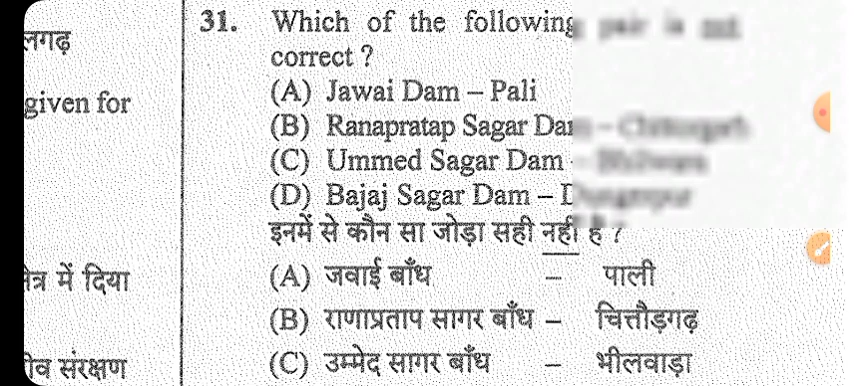 लगढ़
given for
त्र में दिया
ीव संरक्षण
31. Which of the following
correct ?
(A) Jawai Dam – Pali
(B) Ranapratap Sagar
(C) Ummed Sagar Dam
(D) Bajaj Sagar Dam –
इनमें से कौन सा जोड़ा सही नहीं है ?
(A) जवाई बाँध – पाली
(B) राणाप्रताप सागर बाँध – चित्तौड़गढ़
(C) उम्मेद सागर बाँध – भीलवाड़ा